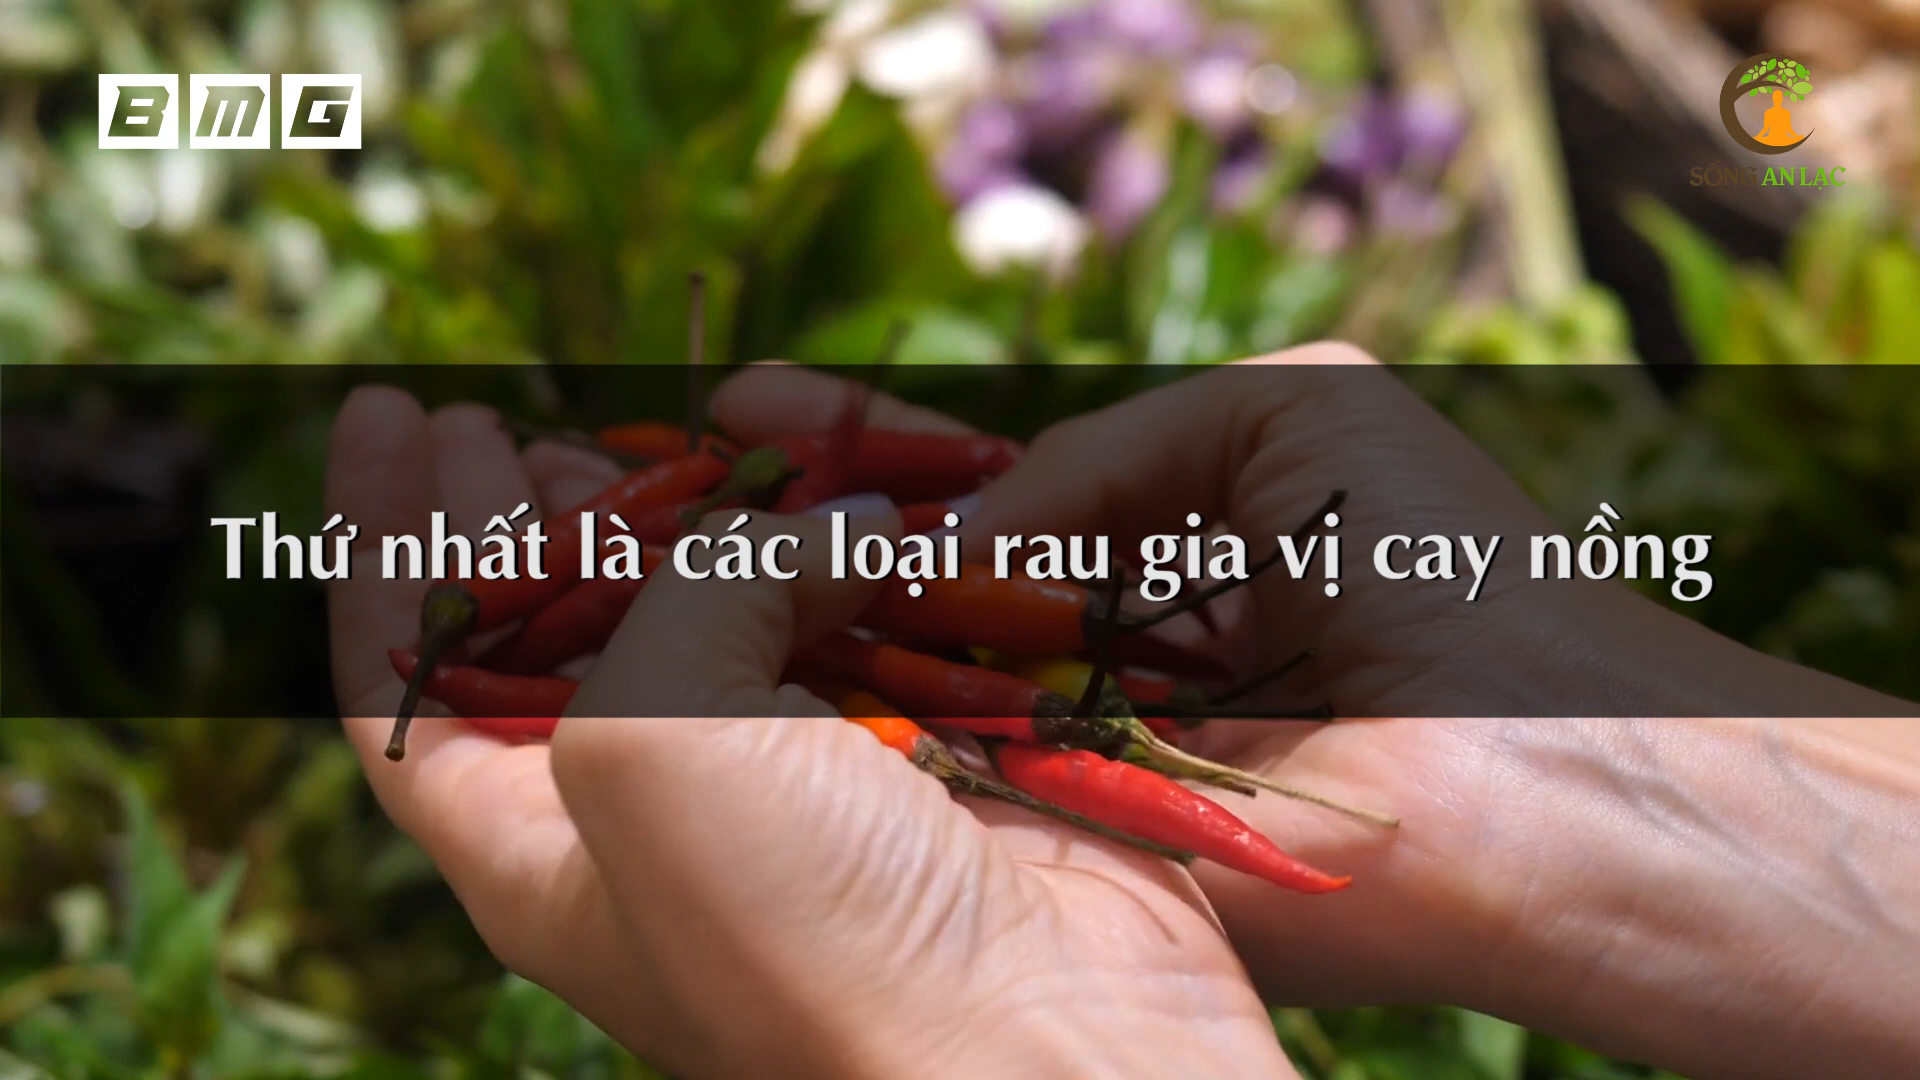 BMG
SỐNG AN LẠC
Thứ nhất là các loại rau gia vị cay nồng